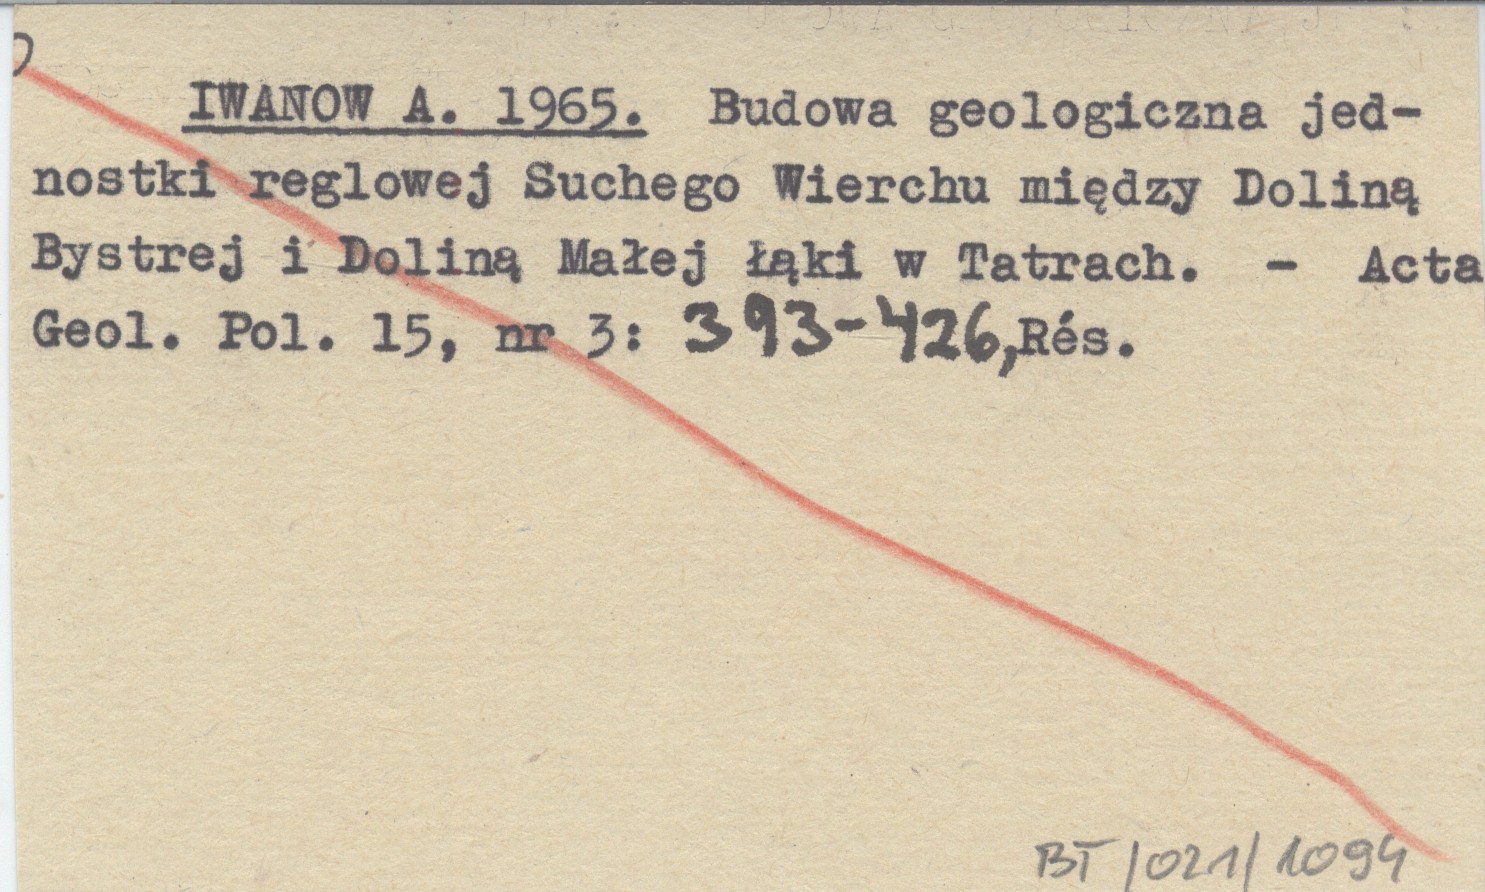 IWANOW A. 1965. Budowa geologiczna jed-
nostki reglowej Suchego Wierchu między Doliną
Bystrej i Doliną Małej Łąki w Tatrach. - Acta
Geol. Pol. 15, nr 3: 393-426, Rés.
BT/021/1094